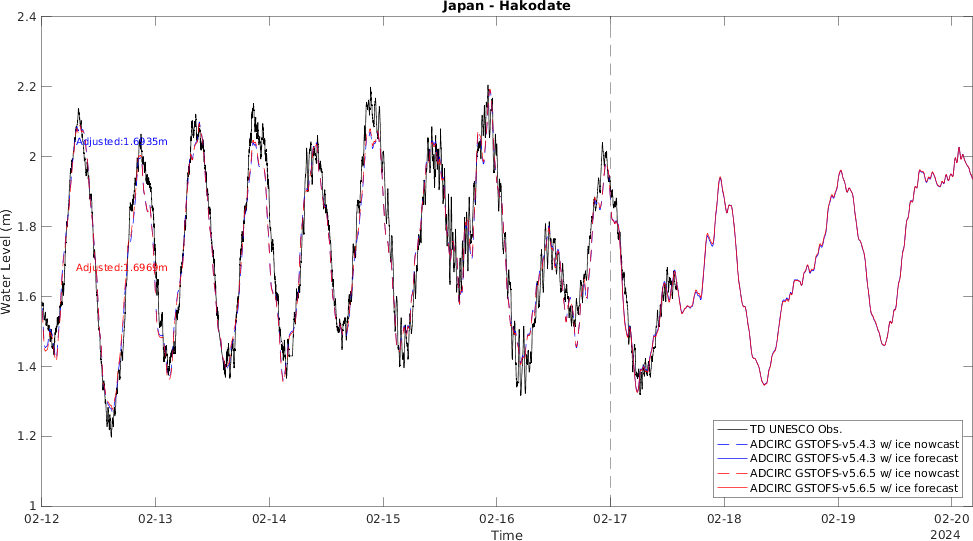 Japan - Hakodate
2.4
2.2
2
1.8
1.6
1.4
1.2
1
Water Level (m)
Adjusted:1.6935m
Adjusted:1.6969m
TD UNESCO Obs.
ADCIRC GSTOFS-v5.4.3 w/ ice nowcast
ADCIRC GSTOFS-v5.4.3 w/ ice forecast
ADCIRC GSTOFS-v5.6.5 w/ ice nowcast
ADCIRC GSTOFS-v5.6.5 w/ ice forecast
02-12 02-13 02-14 02-15 02-16 02-17 02-18 02-19 02-20
Time
2024